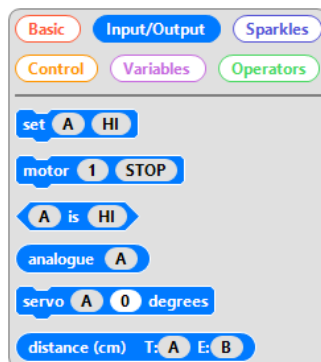 Basic Input/Output Sparkles
Control Variables Operators
set A HI
motor 1 STOP
A is HI
analogue A
servo A 0 degrees
distance (cm) T: A E: B